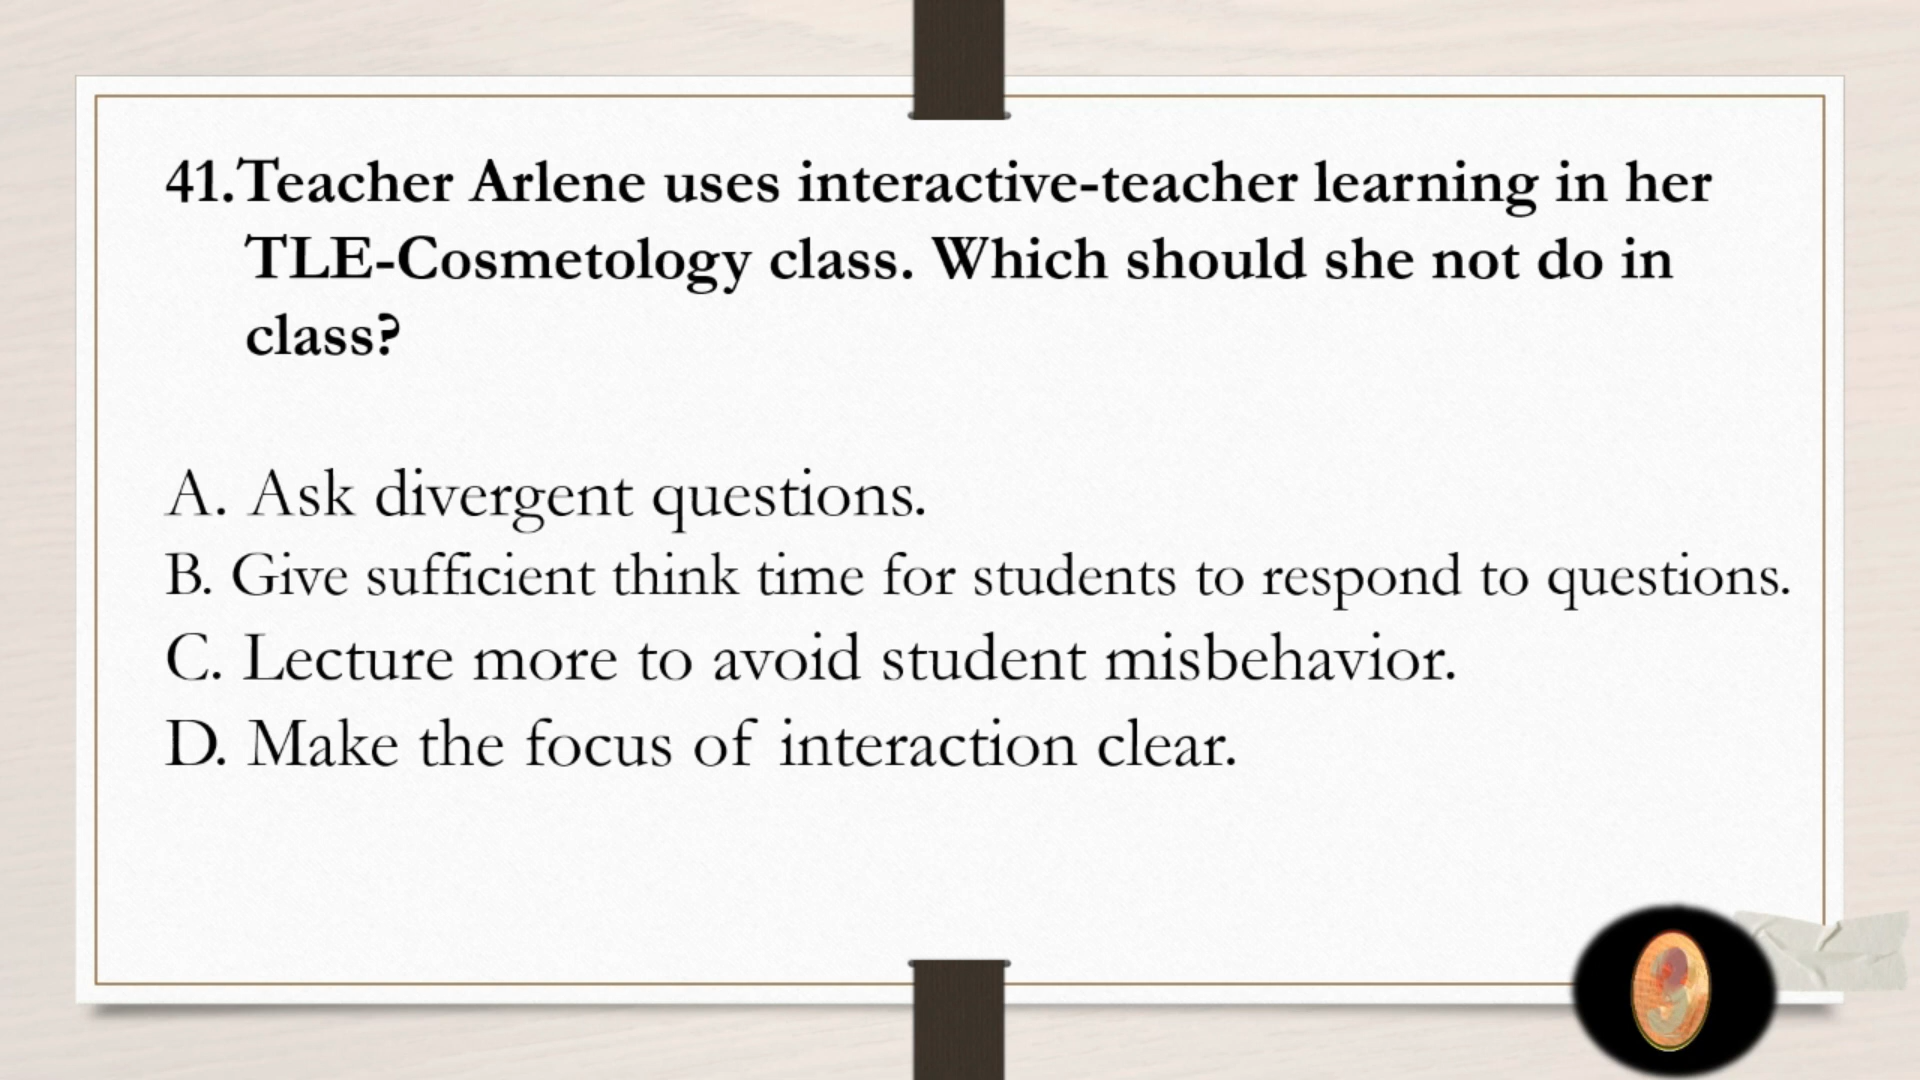 41.Teacher Arlene uses interactive-teacher learning in her
TLE-Cosmetology class. Which should she not do in
class?
A. Ask divergent questions.
B. Give sufficient think time for students to respond to questions.
C. Lecture more to avoid student misbehavior.
D. Make the focus of interaction clear.